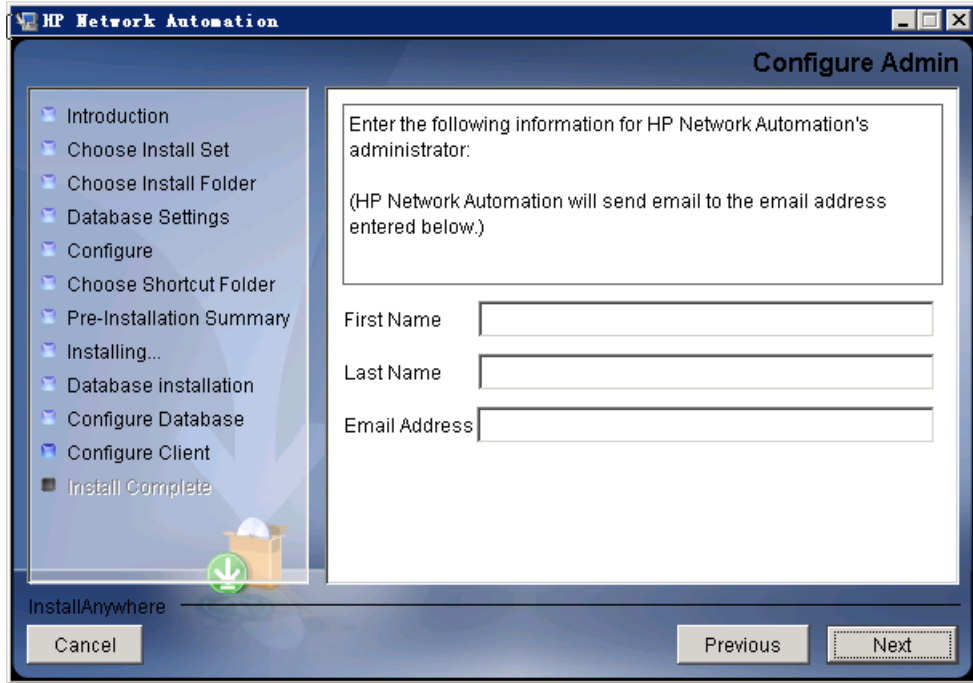 HP Network Automation
Configure Admin
Introduction
Choose Install Set
Choose Install Folder
Database Settings
Configure
Choose Shortcut Folder
Pre-Installation Summary
Installing...
Database installation
Configure Database
Configure Client
Install Complete
Enter the following information for HP Network Automation's
administrator:
(HP Network Automation will send email to the email address
entered below.)
First Name
Last Name
Email Address
InstallAnywhere
Cancel
Previous
Next